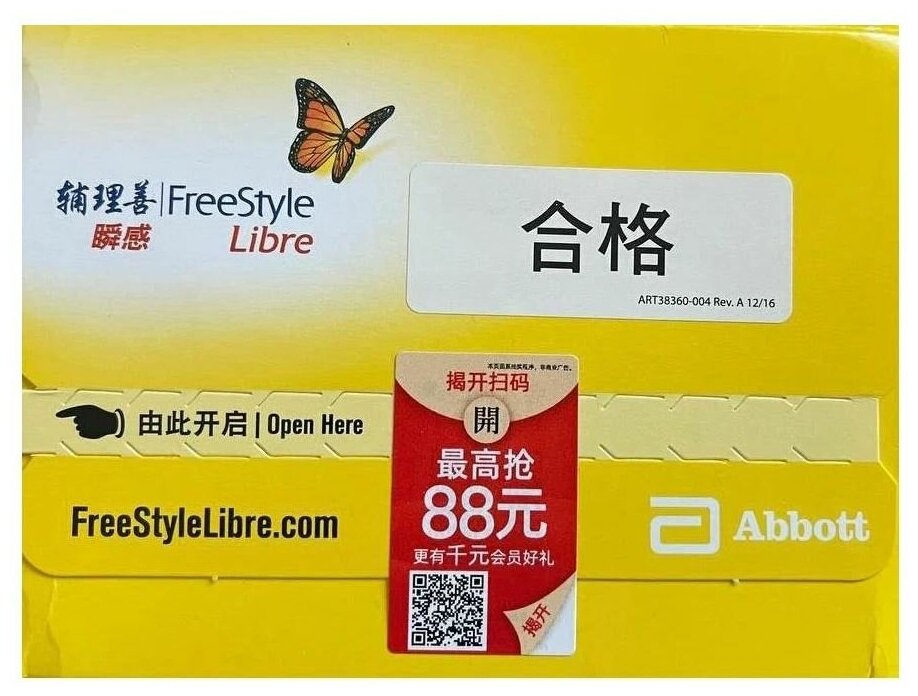 辅理善|FreeStyle
瞬感 Libre
合格
ART38360-004 Rev. A 12/16
揭开扫码
開
最高抢
88元
更有千元会员好礼
揭开
由此开启|Open Here
FreeStyleLibre.com
Abbott